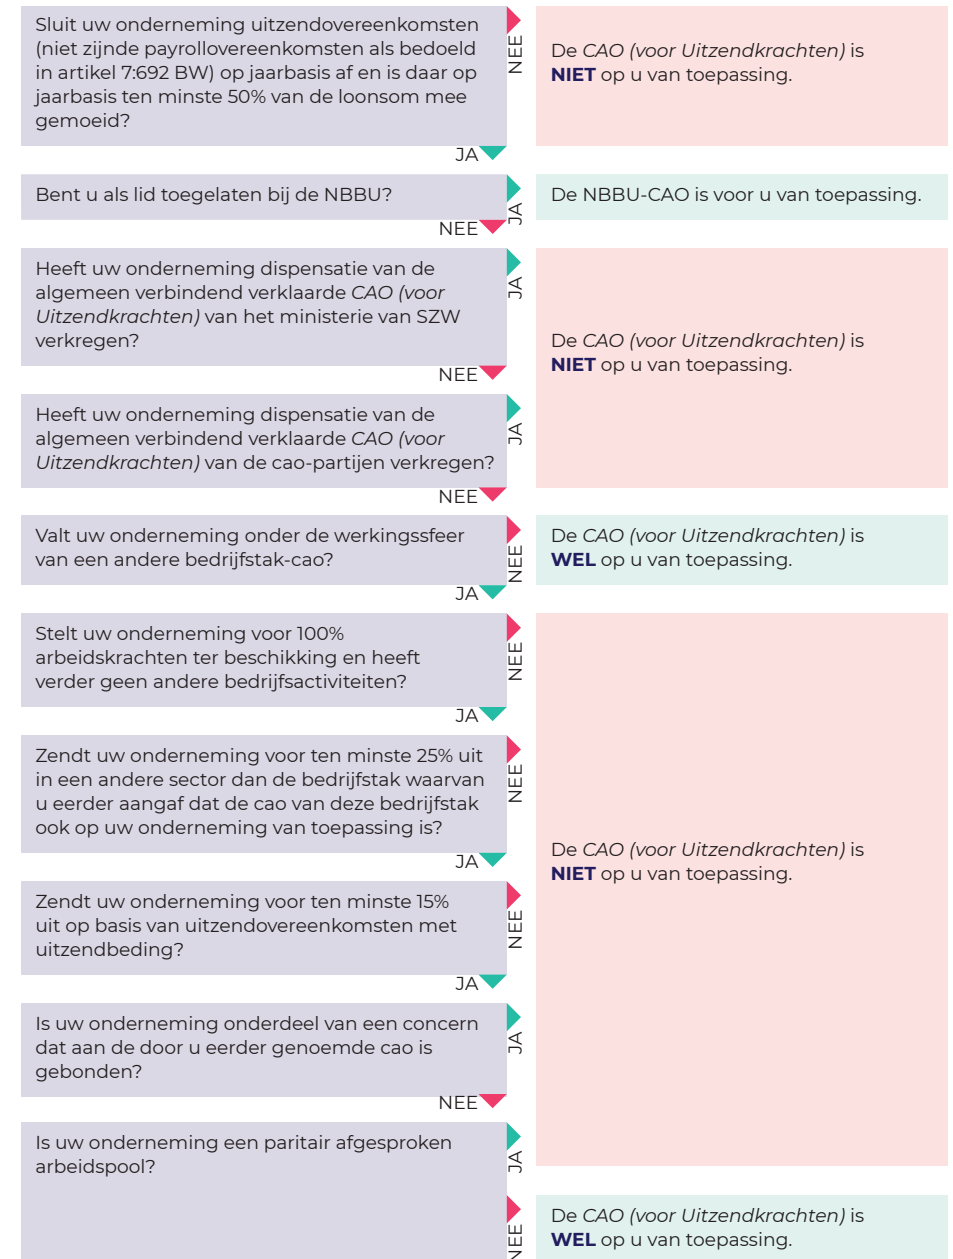 Sluit uw onderneming uitzendovereenkomsten
(niet zijnde payrollovereenkomsten als bedoeld
in artikel 7:692 BW) op jaarbasis af en is daar op
jaarbasis ten minste 50% van de loonsom mee
gemoeid?
NEE
De CAO (voor Uitzendkrachten) is
NIET op u van toepassing.
JA
Bent u als lid toegelaten bij de NBBU?
JA
De NBBU-CAO is voor u van toepassing.
NEE
Heeft uw onderneming dispensatie van de
algemeen verbindend verklaarde CAO (voor
Uitzendkrachten) van het ministerie van SZW
verkregen?
JA
De CAO (voor Uitzendkrachten) is
NIET op u van toepassing.
NEE
Heeft uw onderneming dispensatie van de
algemeen verbindend verklaarde CAO (voor
Uitzendkrachten) van de cao-partijen verkregen?
JA
NEE
Valt uw onderneming onder de werkingssfeer
van een andere bedrijfstak-cao?
NEE
De CAO (voor Uitzendkrachten) is
WEL op u van toepassing.
JA
Stelt uw onderneming voor 100%
arbeidskrachten ter beschikking en heeft
verder geen andere bedrijfsactiviteiten?
NEE
JA
Zendt uw onderneming voor ten minste 25% uit
in een andere sector dan de bedrijfstak waarvan
u eerder aangaf dat de cao van deze bedrijfstak
ook op uw onderneming van toepassing is?
NEE
De CAO (voor Uitzendkrachten) is
NIET op u van toepassing.
JA
Zendt uw onderneming voor ten minste 15%
uit op basis van uitzendovereenkomsten met
uitzendbeding?
NEE
JA
Is uw onderneming onderdeel van een concern
dat aan de door u eerder genoemde cao is
gebonden?
JA
NEE
Is uw onderneming een paritair afgesproken
arbeidspool?
JA
NEE
De CAO (voor Uitzendkrachten) is
WEL op u van toepassing.